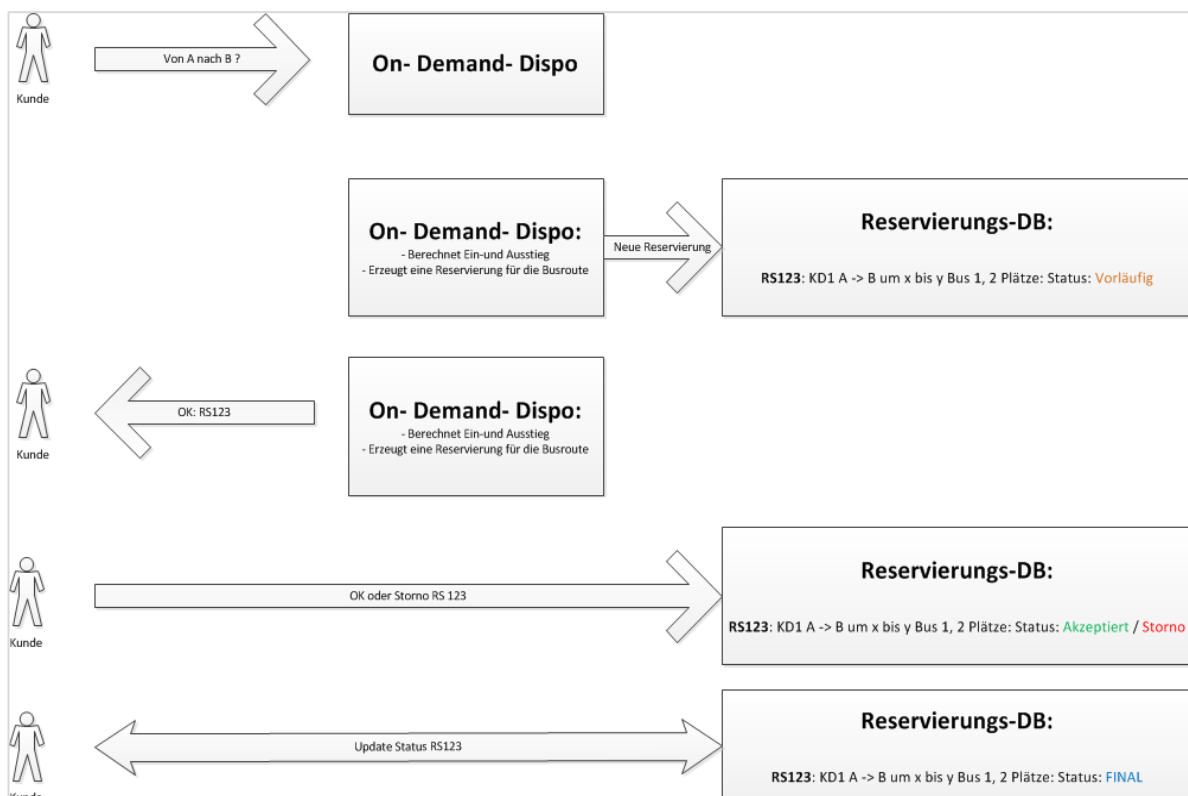 Von A nach B ?
On- Demand- Dispo
Kunde
On- Demand- Dispo:
- Berechnet Ein-und Ausstieg
- Erzeugt eine Reservierung für die Busroute
Neue Reservierung
Reservierungs-DB:
RS123: KD1 A -> B um x bis y Bus 1, 2 Plätze: Status: Vorläufig
OK: RS123
Kunde
On- Demand- Dispo:
- Berechnet Ein-und Ausstieg
- Erzeugt eine Reservierung für die Busroute
OK oder Storno RS 123
Kunde
Reservierungs-DB:
RS123: KD1 A -> B um x bis y Bus 1, 2 Plätze: Status: Akzeptiert / Storno
Update Status RS123
Kunde
Reservierungs-DB:
RS123: KD1 A -> B um x bis y Bus 1, 2 Plätze: Status: FINAL